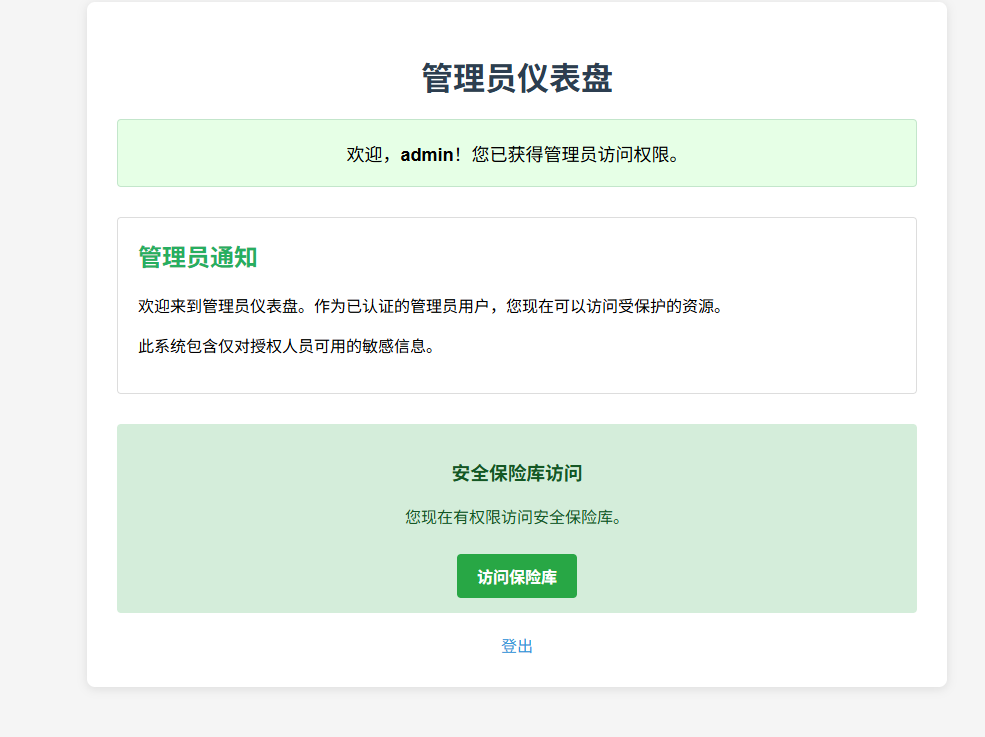 管理员仪表盘
欢迎，admin！您已获得管理员访问权限。
管理员通知
欢迎来到管理员仪表盘。作为已认证的管理员用户，您现在可以访问受保护的资源。
此系统包含仅对授权人员可用的敏感信息。
安全保险库访问
您现在有权限访问安全保险库。
访问保险库
登出